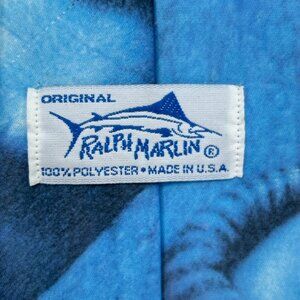 ORIGINAL
RALPH MARLIN ®
100% POLYESTER • MADE IN U.S.A.